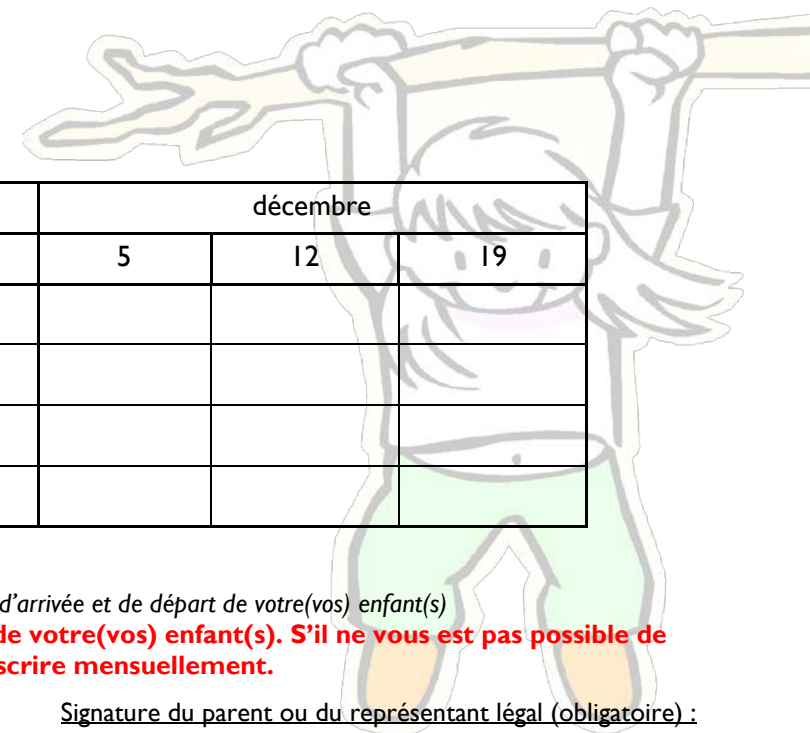 décembre
5 12 19
d’arrivée et de départ de votre(vos) enfant(s)
de votre(vos) enfant(s). S’il ne vous est pas possible de
scrire mensuellement.
Signature du parent ou du représentant légal (obligatoire) :